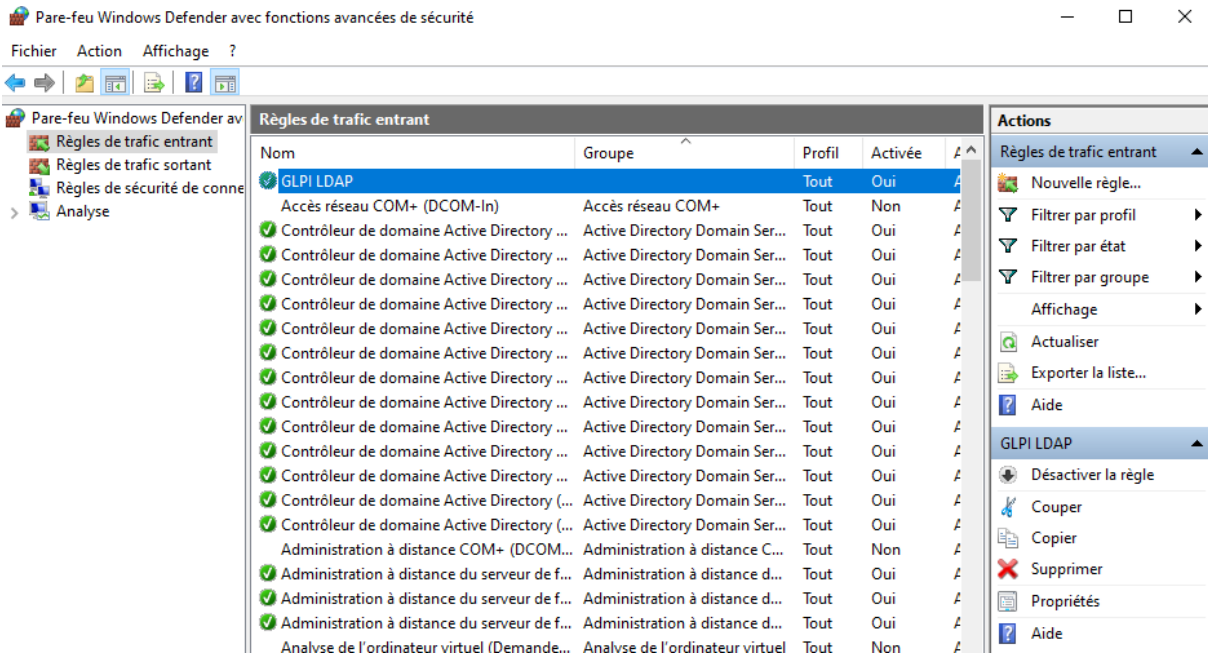 Pare-feu Windows Defender avec fonctions avancées de sécurité
Fichier Action Affichage ?
Pare-feu Windows Defender av
Règles de trafic entrant
Règles de trafic sortant
Règles de sécurité de conne
Analyse
Règles de trafic entrant
Nom Groupe Profil Activée A
GLPI LDAP Tout Oui A
Accès réseau COM+ (DCOM-In) Accès réseau COM+ Tout Non A
Contrôleur de domaine Active Directory ... Active Directory Domain Ser... Tout Oui A
Contrôleur de domaine Active Directory ... Active Directory Domain Ser... Tout Oui A
Contrôleur de domaine Active Directory ... Active Directory Domain Ser... Tout Oui A
Contrôleur de domaine Active Directory ... Active Directory Domain Ser... Tout Oui A
Contrôleur de domaine Active Directory ... Active Directory Domain Ser... Tout Oui A
Contrôleur de domaine Active Directory ... Active Directory Domain Ser... Tout Oui A
Contrôleur de domaine Active Directory ... Active Directory Domain Ser... Tout Oui A
Contrôleur de domaine Active Directory ... Active Directory Domain Ser... Tout Oui A
Contrôleur de domaine Active Directory ... Active Directory Domain Ser... Tout Oui A
Contrôleur de domaine Active Directory ... Active Directory Domain Ser... Tout Oui A
Contrôleur de domaine Active Directory ... Active Directory Domain Ser... Tout Oui A
Contrôleur de domaine Active Directory (... Active Directory Domain Ser... Tout Oui A
Contrôleur de domaine Active Directory (... Active Directory Domain Ser... Tout Oui A
Administration à distance COM+ (DCOM... Administration à distance C... Tout Non A
Administration à distance du serveur de f... Administration à distance d... Tout Oui A
Administration à distance du serveur de f... Administration à distance d... Tout Oui A
Administration à distance du serveur de f... Administration à distance d... Tout Oui A
Analyse de l'ordinateur virtuel (Demande... Analyse de l'ordinateur virtuel Tout Non A
Actions
Règles de trafic entrant
Nouvelle règle...
Filtrer par profil
Filtrer par état
Filtrer par groupe
Affichage
Actualiser
Exporter la liste...
Aide
GLPI LDAP
Désactiver la règle
Couper
Copier
Supprimer
Propriétés
Aide